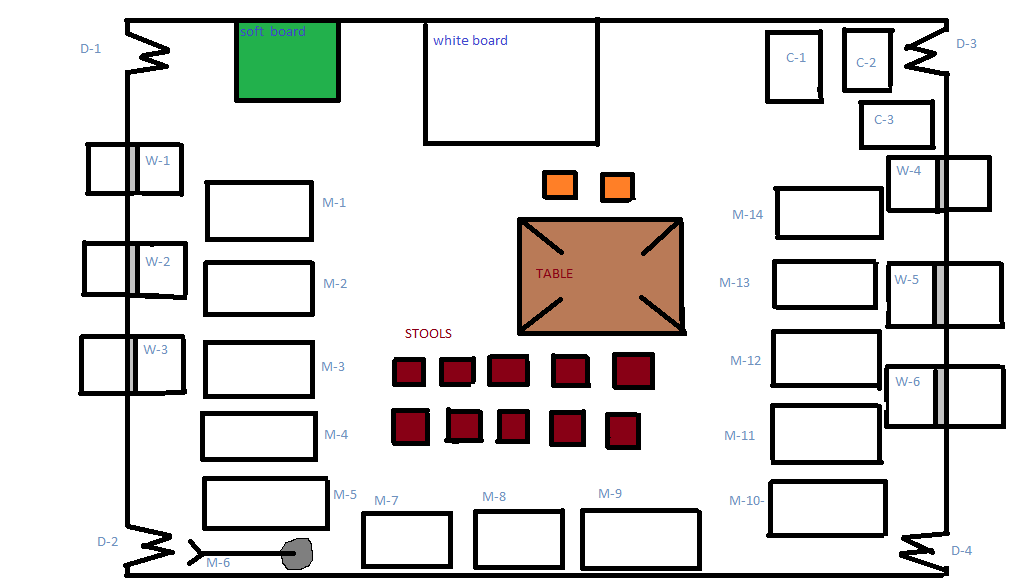 soft board
white board
D-1
D-3
C-1
C-2
C-3
W-1
W-4
M-1
M-14
W-2
W-5
M-2
TABLE
M-13
STOOLS
W-3
M-3
M-12
W-6
M-4
M-11
M-5
M-7
M-8
M-9
M-10-
D-2
M-6
D-4